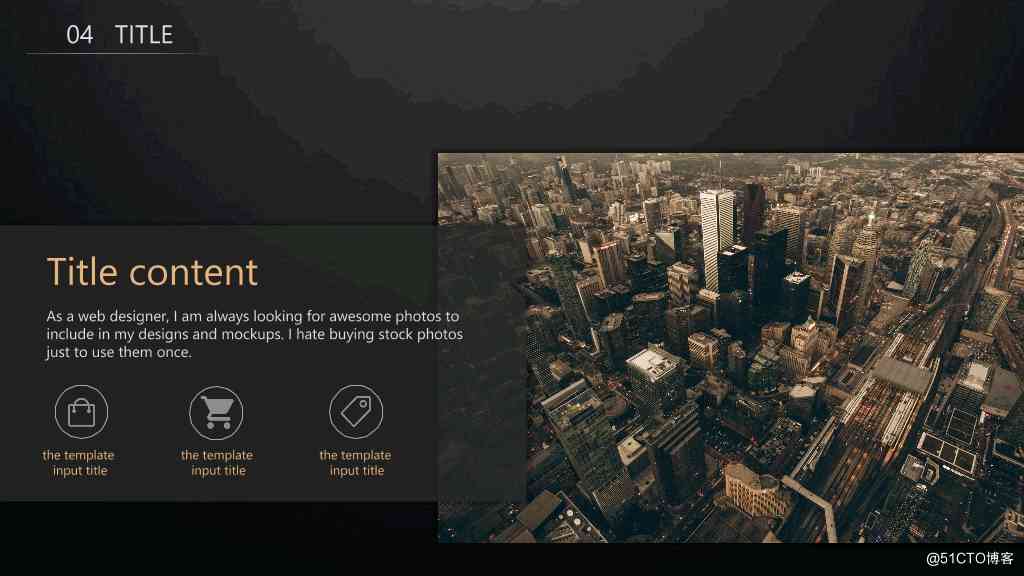 04 TITLE
Title content
As a web designer, I am always looking for awesome photos to
include in my designs and mockups. I hate buying stock photos
just to use them once.
the template
input title
the template
input title
the template
input title
@51CTO博客